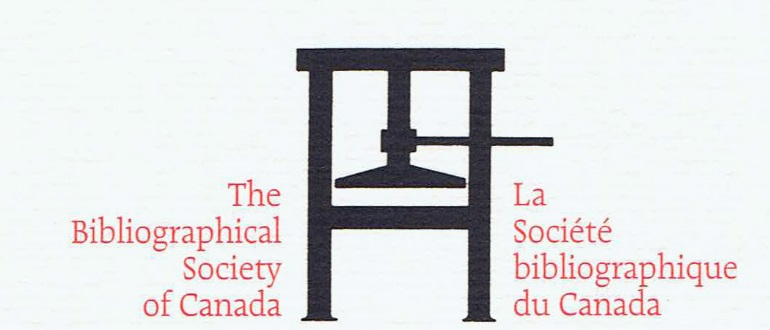 The
Bibliographical
Society
of Canada
La
Société
bibliographique
du Canada